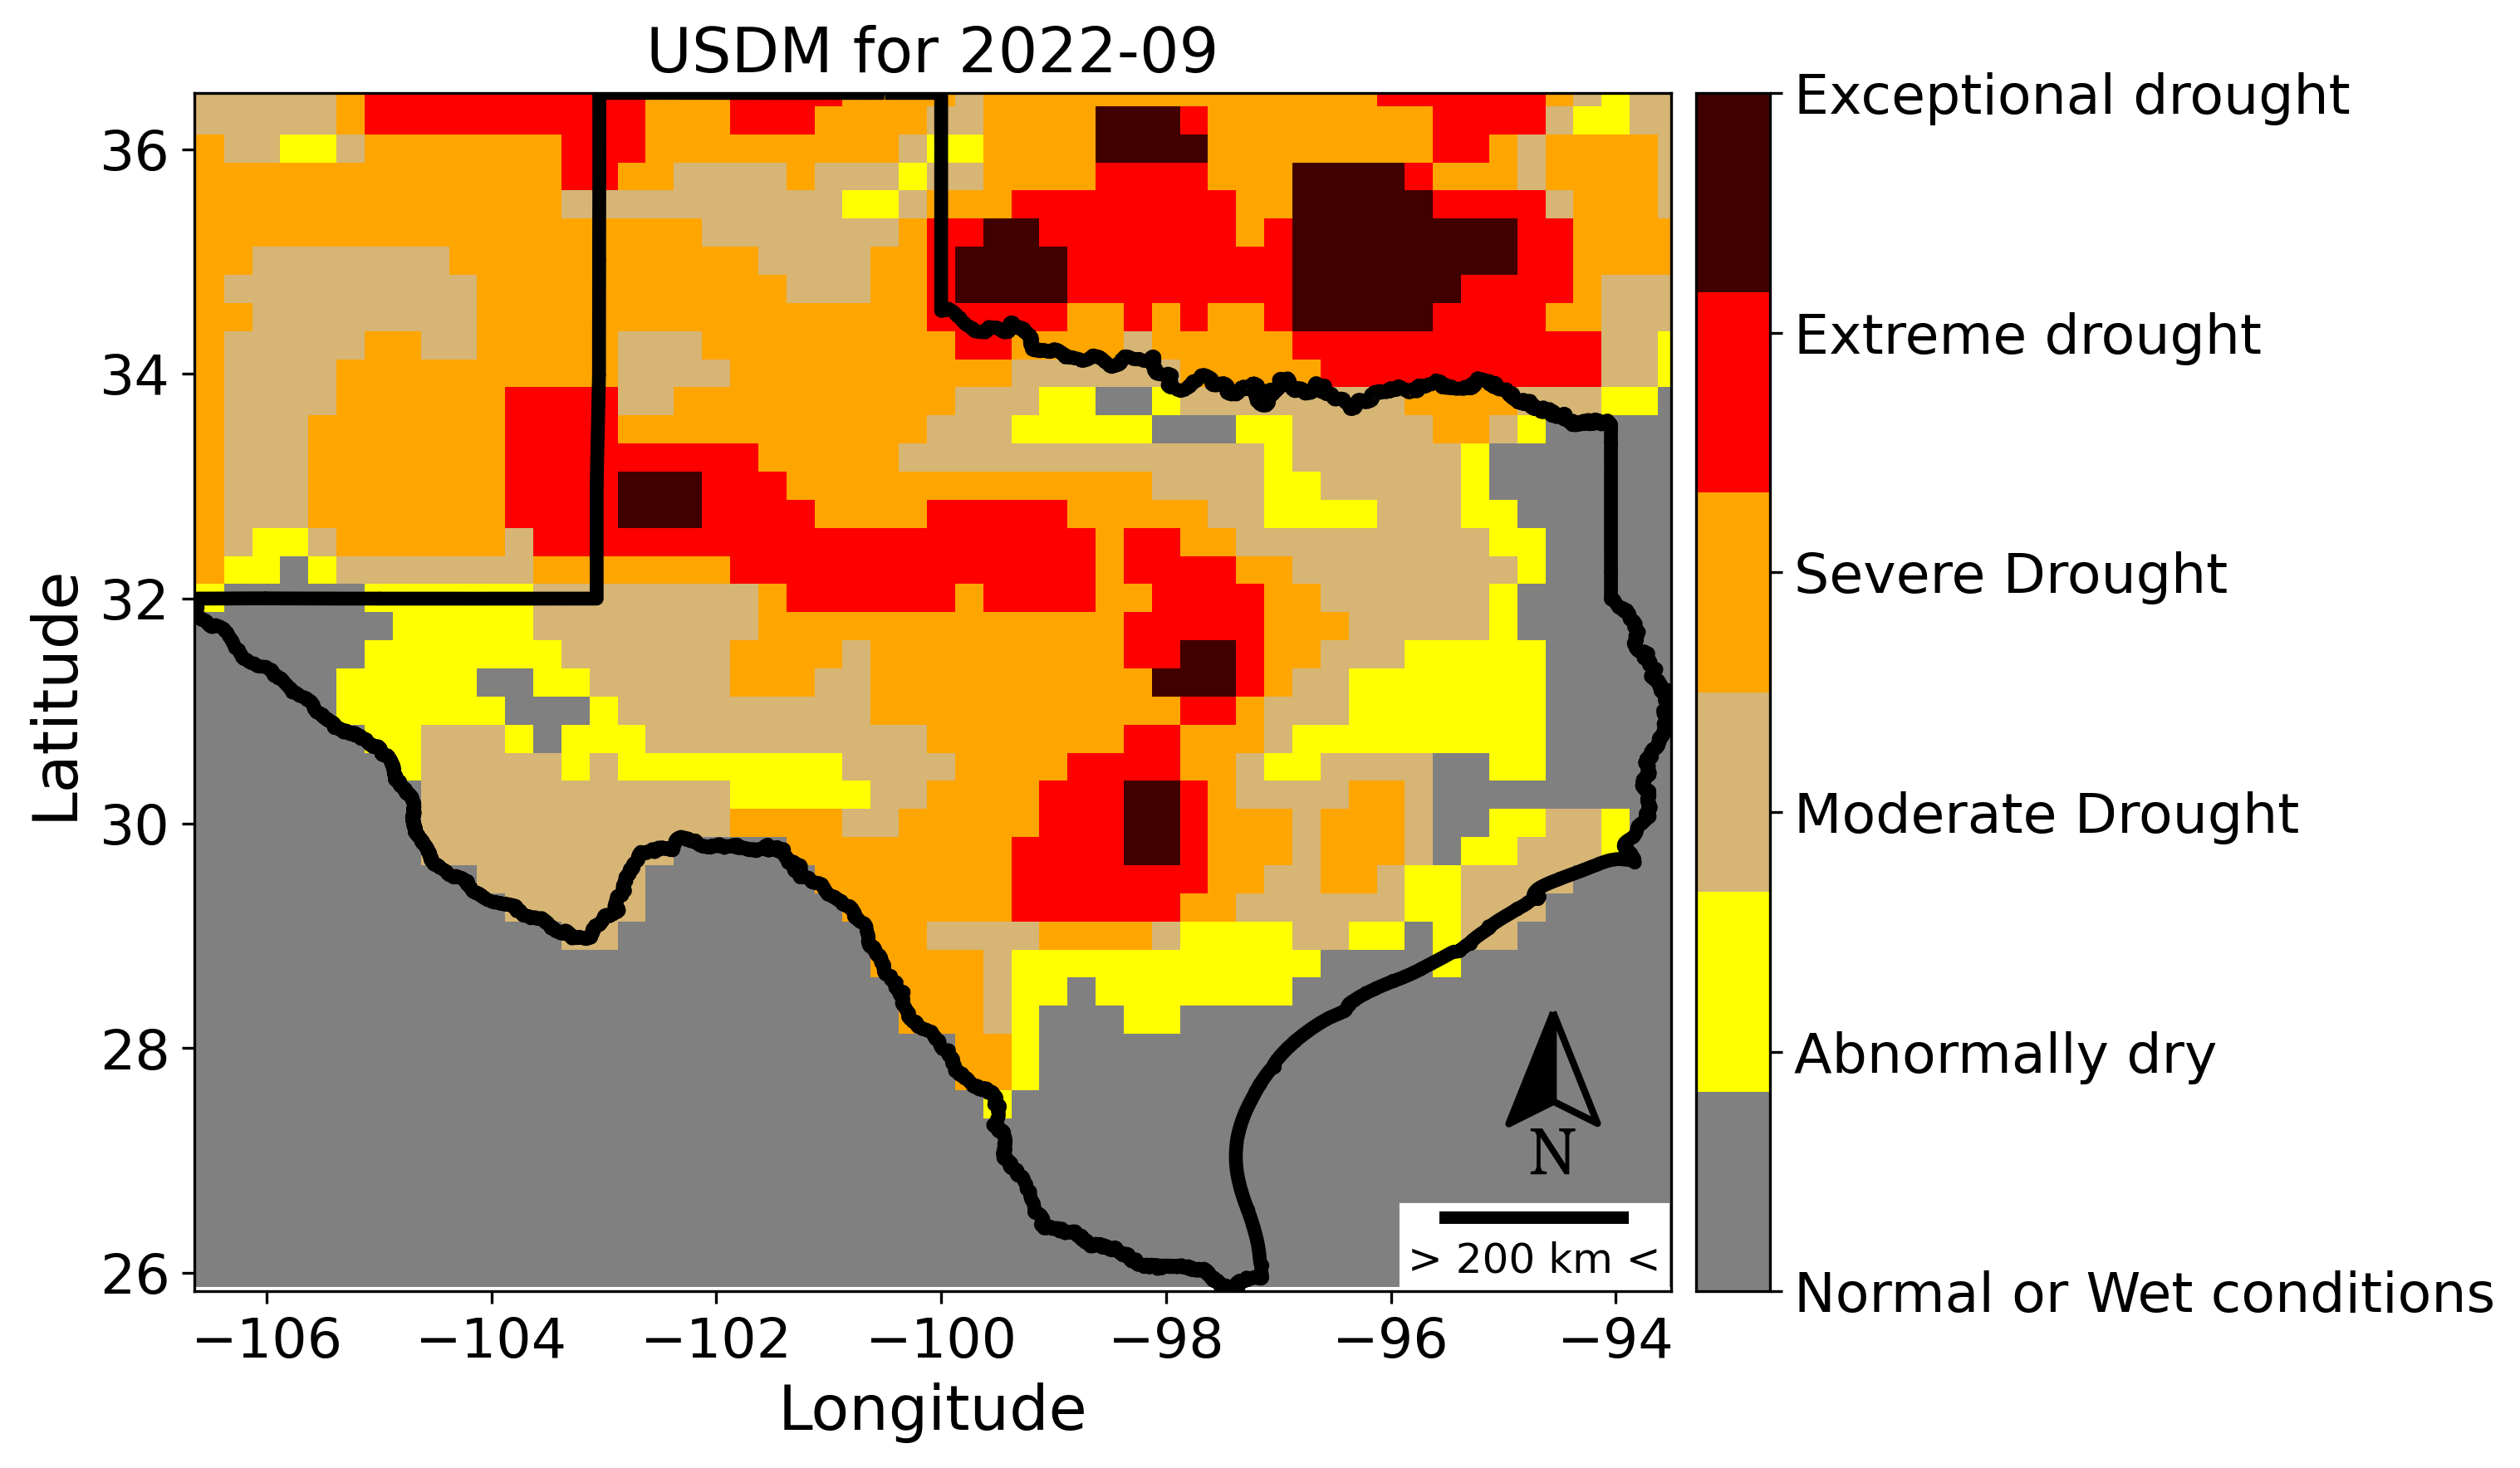 USDM for 2022-09
Latitude
36
34
32
30
28
26
−106
−104
−102
−100
−98
−96
−94
Longitude
N
> 200 km <
Exceptional drought
Extreme drought
Severe Drought
Moderate Drought
Abnormally dry
Normal or Wet conditions